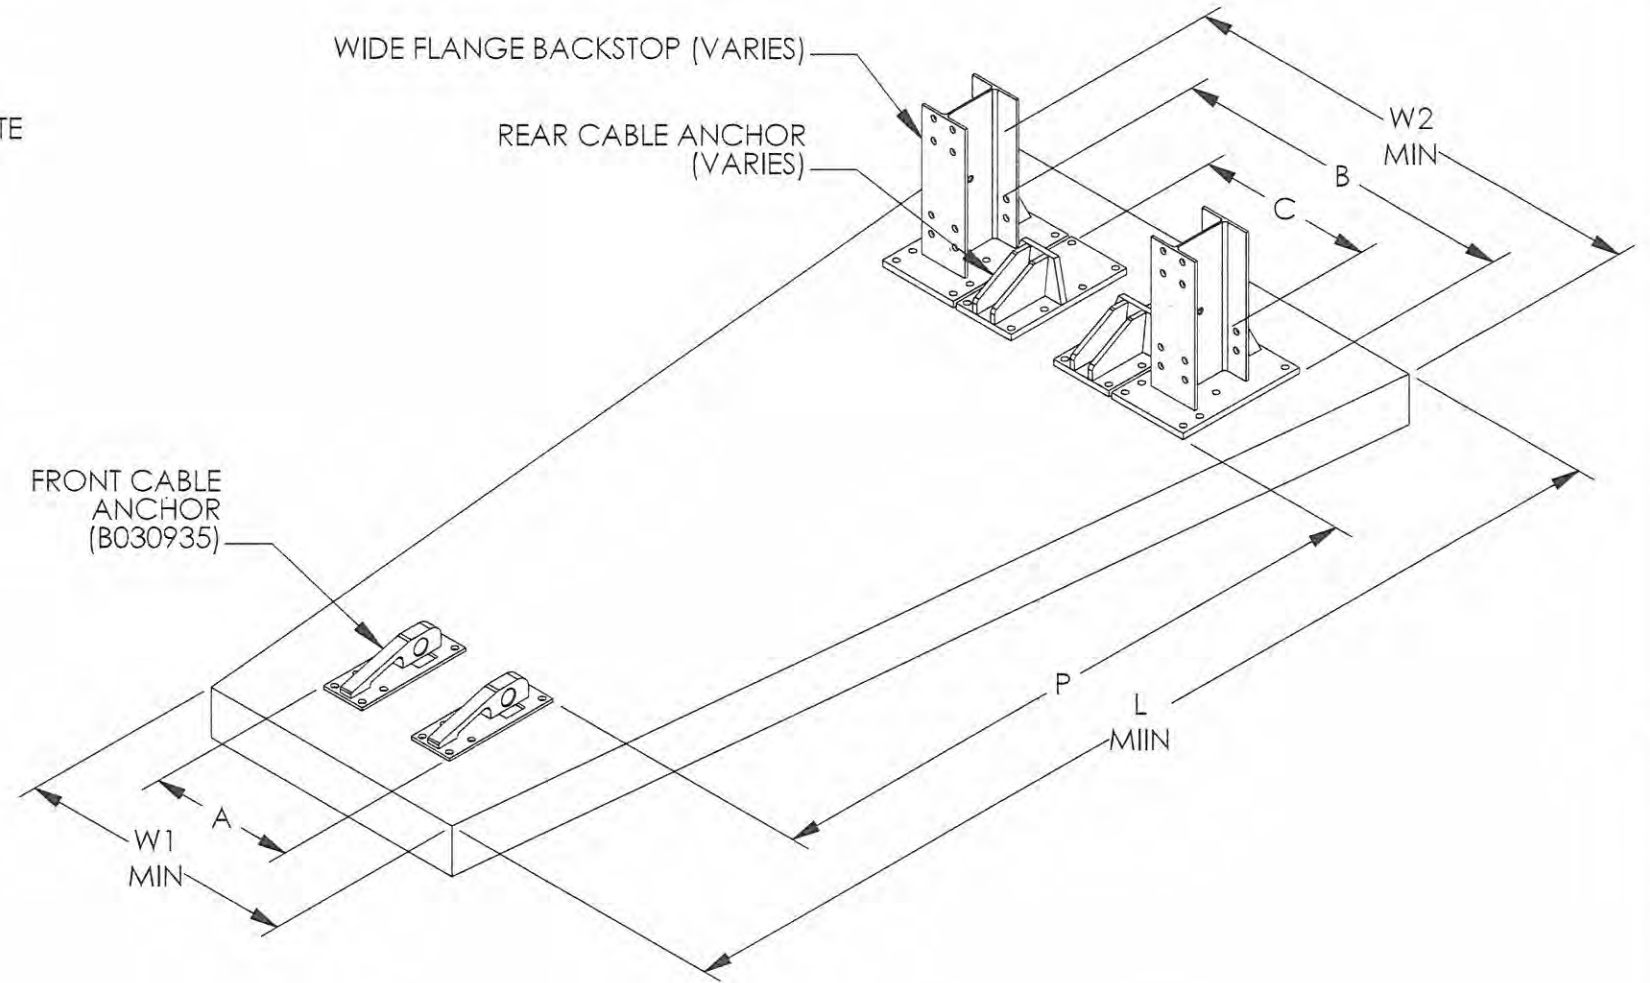 WIDE FLANGE BACKSTOP (VARIES)
TE
REAR CABLE ANCHOR
(VARIES)
W2
MIN
B
C
FRONT CABLE
ANCHOR
(B030935)
P
L
MIIN
A
W1
MIN